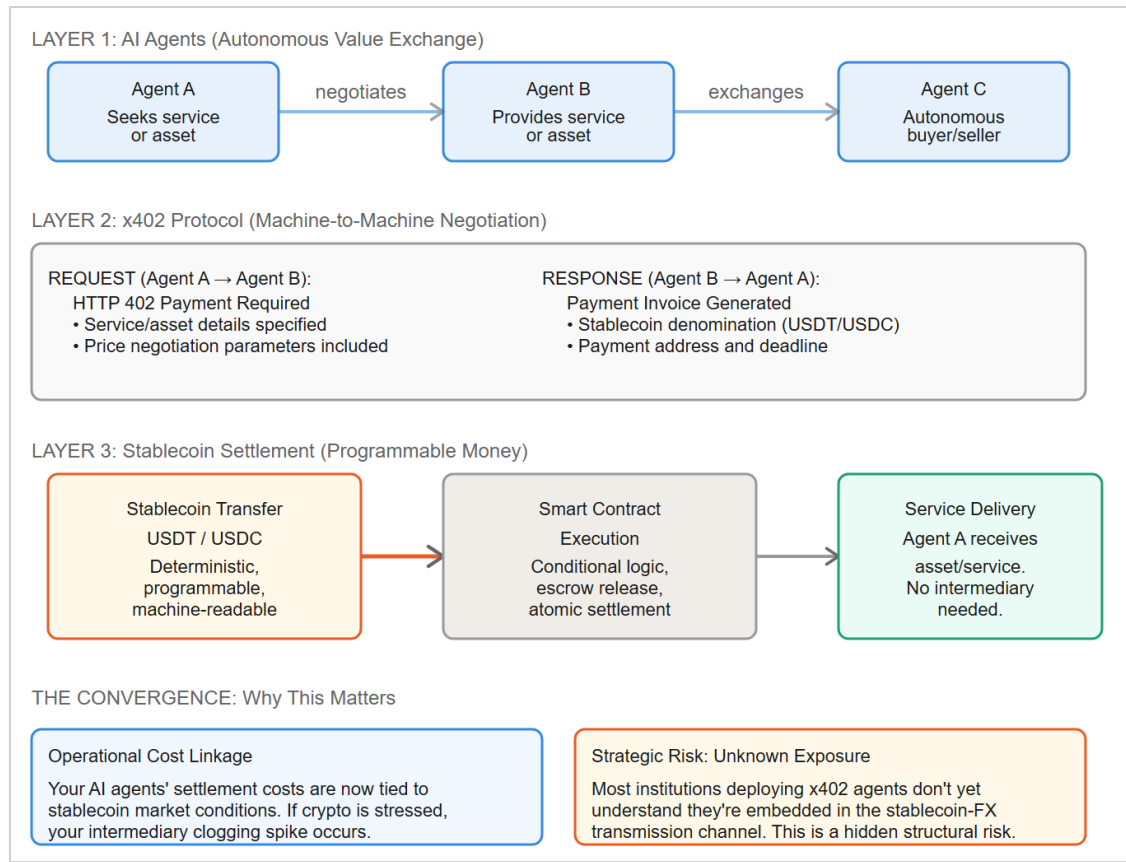 LAYER 1: AI Agents (Autonomous Value Exchange)
Agent A
Seeks service
or asset
negotiates
Agent B
Provides service
or asset
exchanges
Agent C
Autonomous
buyer/seller
LAYER 2: x402 Protocol (Machine-to-Machine Negotiation)
REQUEST (Agent A → Agent B):
HTTP 402 Payment Required
• Service/asset details specified
• Price negotiation parameters included
RESPONSE (Agent B → Agent A):
Payment Invoice Generated
• Stablecoin denomination (USDT/USDC)
• Payment address and deadline
LAYER 3: Stablecoin Settlement (Programmable Money)
Stablecoin Transfer
USDT / USDC
Deterministic,
programmable,
machine-readable
Smart Contract
Execution
Conditional logic,
escrow release,
atomic settlement
Service Delivery
Agent A receives
asset/service.
No intermediary
needed.
THE CONVERGENCE: Why This Matters
Operational Cost Linkage
Your AI agents' settlement costs are now tied to
stablecoin market conditions. If crypto is stressed,
your intermediary clogging spike occurs.
Strategic Risk: Unknown Exposure
Most institutions deploying x402 agents don't yet
understand they're embedded in the stablecoin-FX
transmission channel. This is a hidden structural risk.